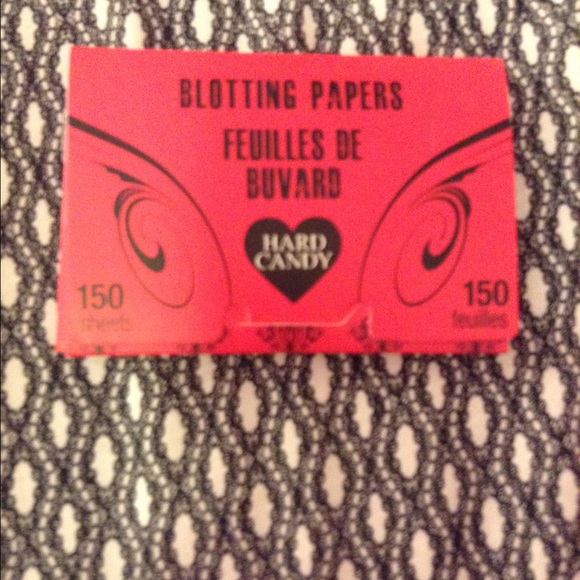 BLOTTING PAPERS
FEUILLES DE
BUVARD
HARD
CANDY
150
sheets
150
feuilles